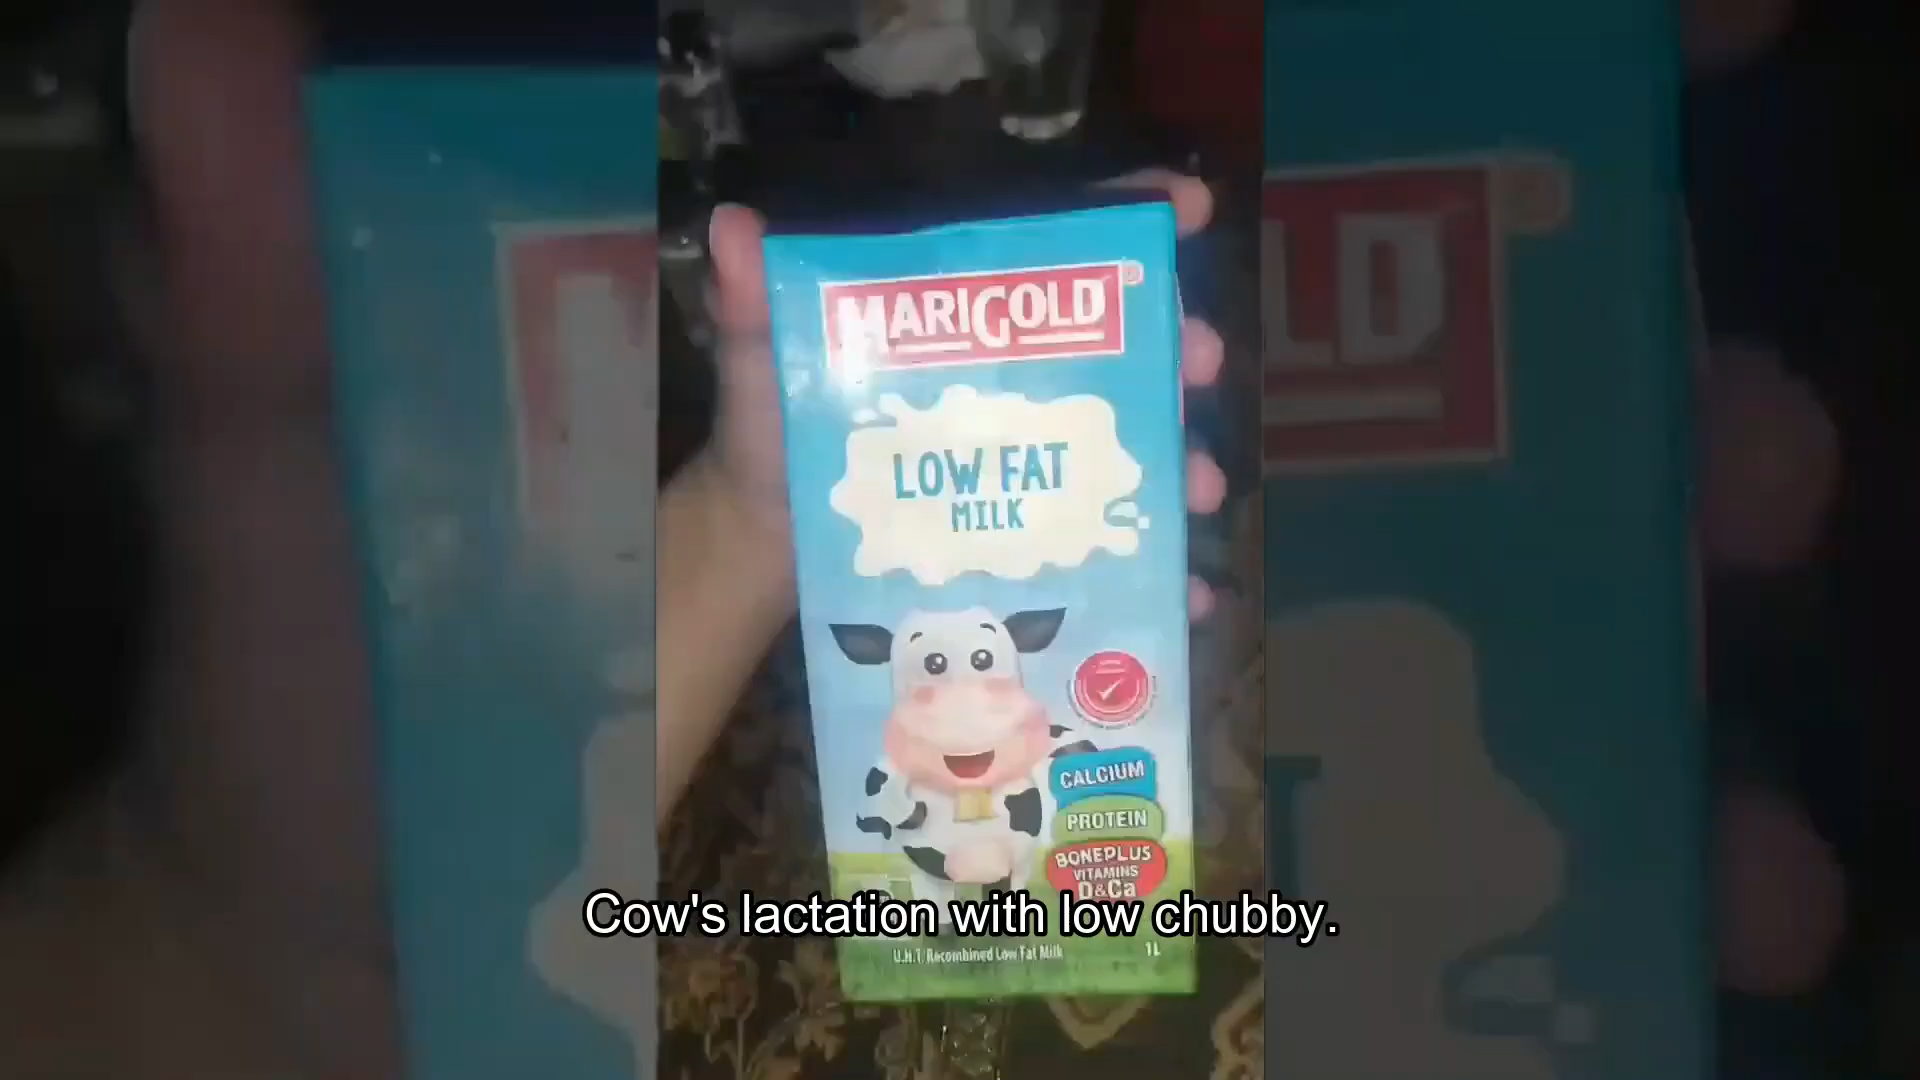 MARIGOLD®
LOW FAT
MILK
CALCIUM
PROTEIN
BONEPLUS
VITAMINS
D&Ca
Cow's lactation with low chubby.
U.H.T. Recombined Low Fat Milk
1L
LD